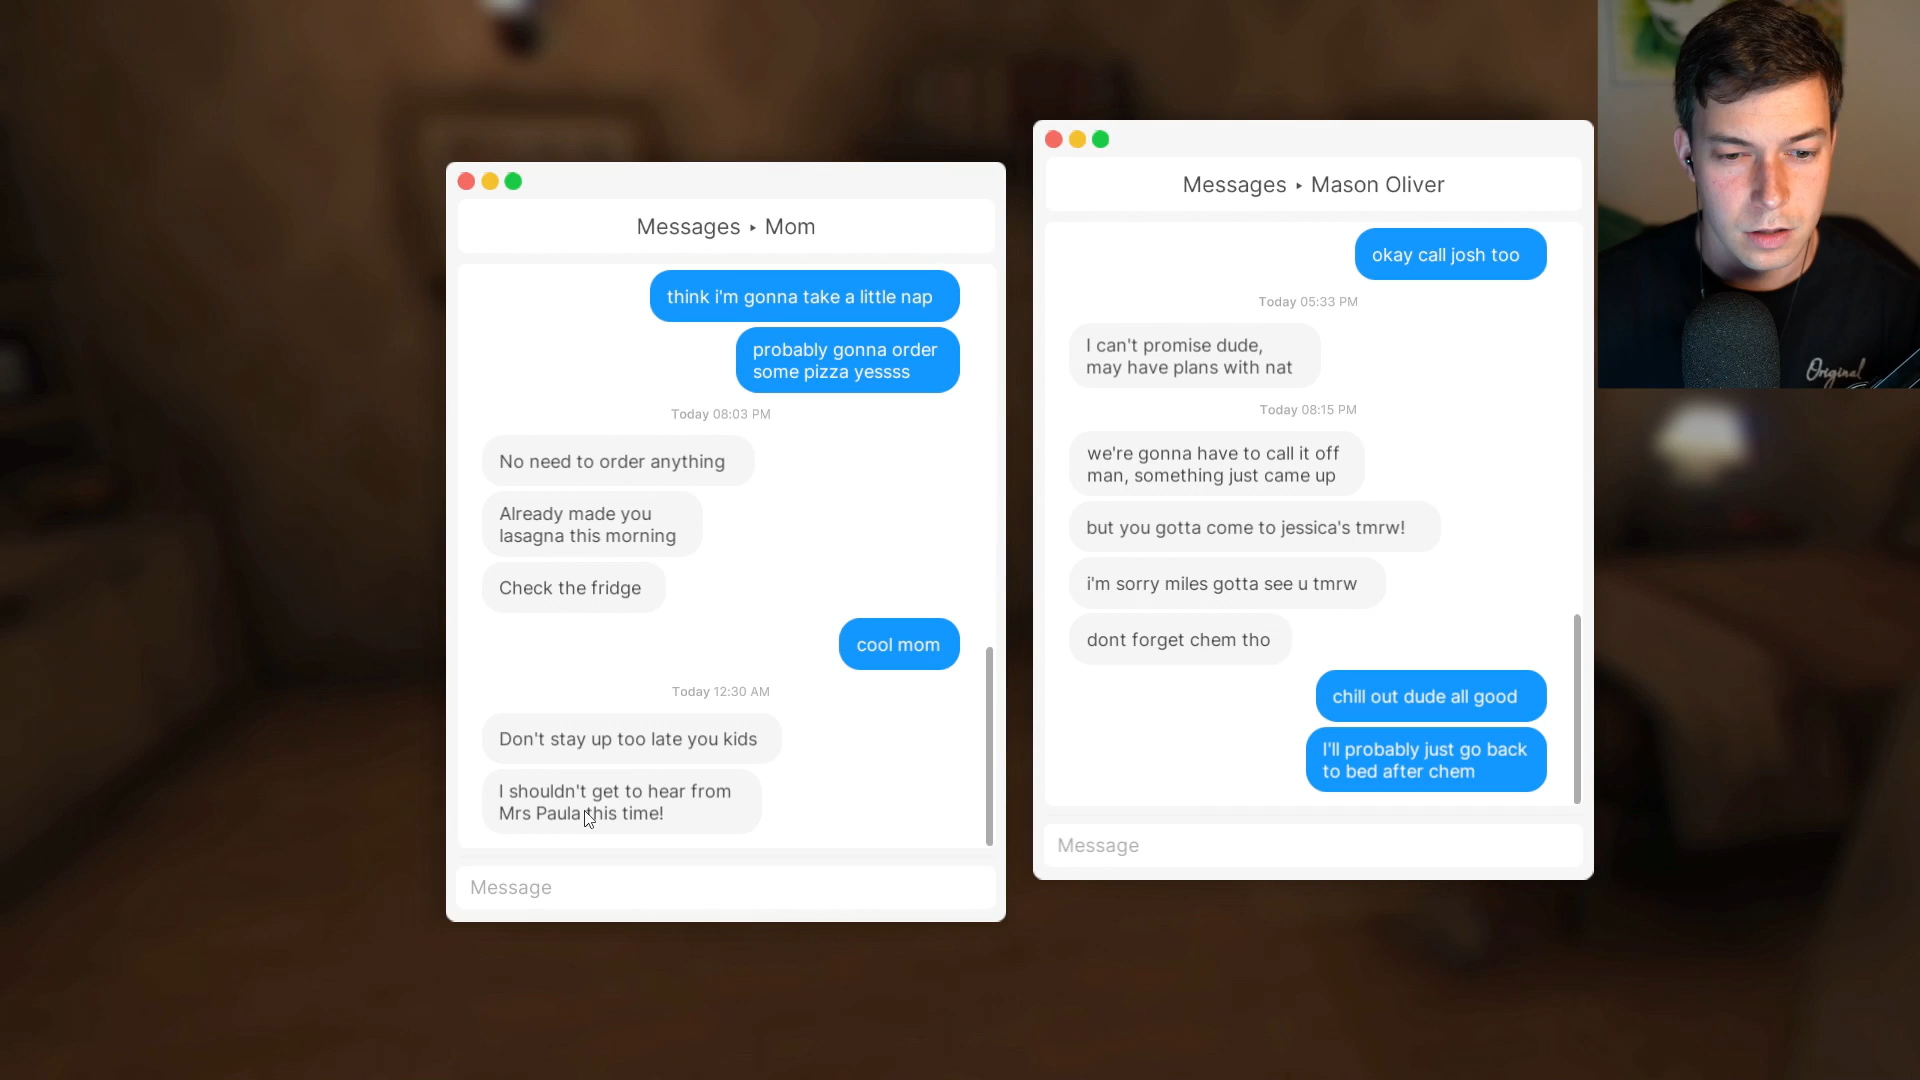 Messages ▸ Mom
think i'm gonna take a little nap
probably gonna order
some pizza yessss
Today 08:03 PM
No need to order anything
Already made you
lasagna this morning
Check the fridge
cool mom
Today 12:30 AM
Don't stay up too late you kids
I shouldn't get to hear from
Mrs Paula this time!
Message
Messages ▸ Mason Oliver
okay call josh too
Today 05:33 PM
I can't promise dude,
may have plans with nat
Today 08:15 PM
we're gonna have to call it off
man, something just came up
but you gotta come to jessica's tmrw!
i'm sorry miles gotta see u tmrw
dont forget chem tho
chill out dude all good
I'll probably just go back
to bed after chem
Message
Original